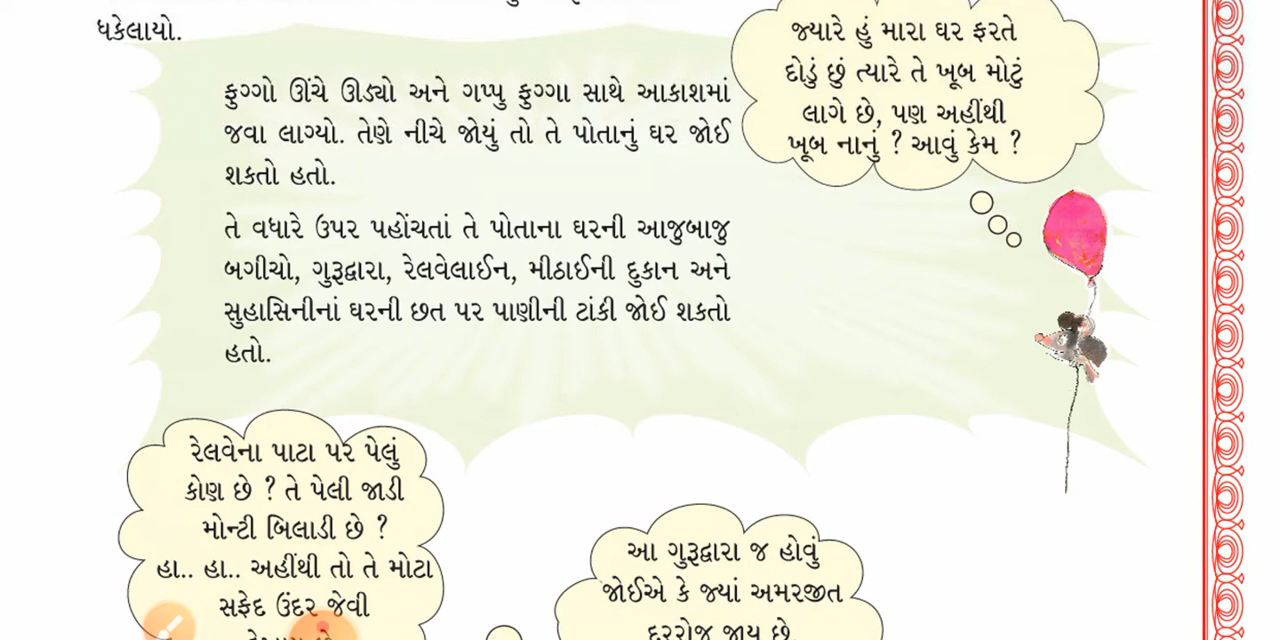 ધકેલાયો.
ફુગ્ગો ઊંચે ઊડ્યો અને ગપ્પુ ફુગ્ગા સાથે આકાશમાં
જવા લાગ્યો. તેણે નીચે જોયું તો તે પોતાનું ઘર જોઈ
શકતો હતો.
તે વધારે ઉપર પહોંચતાં તે પોતાના ઘરની આજુબાજુ
બગીચો, ગુરૂદ્વારા, રેલવેલાઈન, મીઠાઈની દુકાન અને
સુહાસિનીનાં ઘરની છત પર પાણીની ટાંકી જોઈ શકતો
હતો.
જ્યારે હું મારા ઘર ફરતે
દોડું છું ત્યારે તે ખૂબ મોટું
લાગે છે, પણ અહીંથી
ખૂબ નાનું ? આવું કેમ ?
રેલવેના પાટા પર પેલું
કોણ છે ? તે પેલી જાડી
મોન્ટી બિલાડી છે ?
હા.. હા.. અહીંથી તો તે મોટા
સફેદ ઉંદર જેવી
આ ગુરૂદ્વારા જ હોવું
જોઈએ કે જ્યાં અમરજીત
દરરોજ જાય છે